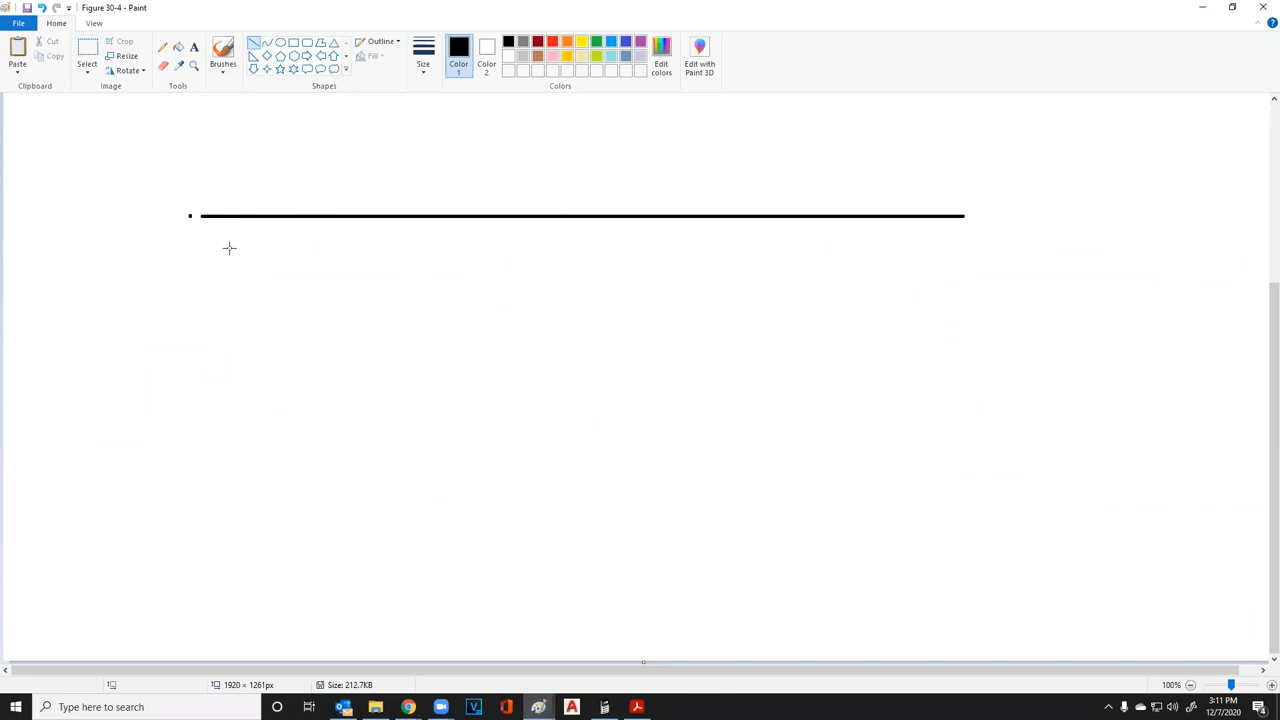 Figure 30-4 - Paint
File Home View
Paste
Cut
Copy
Clipboard
Select
Crop
Resize
Rotate
Image
A
Tools
Brushes
Outline
Fill
Shapes
Size
Color 1
Color 2
Edit colors
Colors
Edit with Paint 3D
1920 × 1261px
Size: 212.7KB
100%
Type here to search
3:11 PM
12/7/2020
4